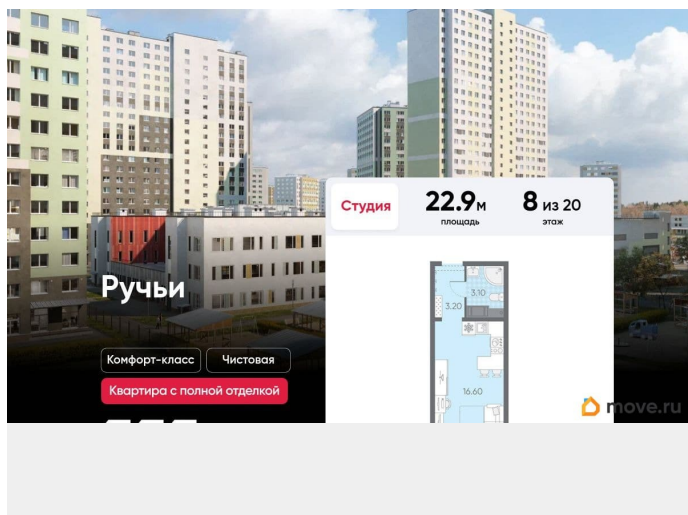 Студия
22.9м
площадь
8 из 20
этаж
3.10
3.20
16.60
Ручьи
Комфорт-класс
Чистовая
Квартира с полной отделкой
move.ru